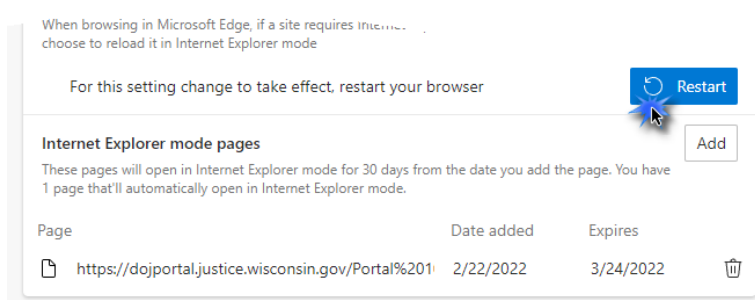 When browsing in Microsoft Edge, if a site requires
choose to reload it in Internet Explorer mode
For this setting change to take effect, restart your browser
Restart
Internet Explorer mode pages
Add
These pages will open in Internet Explorer mode for 30 days from the date you add the page. You have
1 page that'll automatically open in Internet Explorer mode.
Page Date added Expires
https://dojportal.justice.wisconsin.gov/Portal%201 2/22/2022 3/24/2022